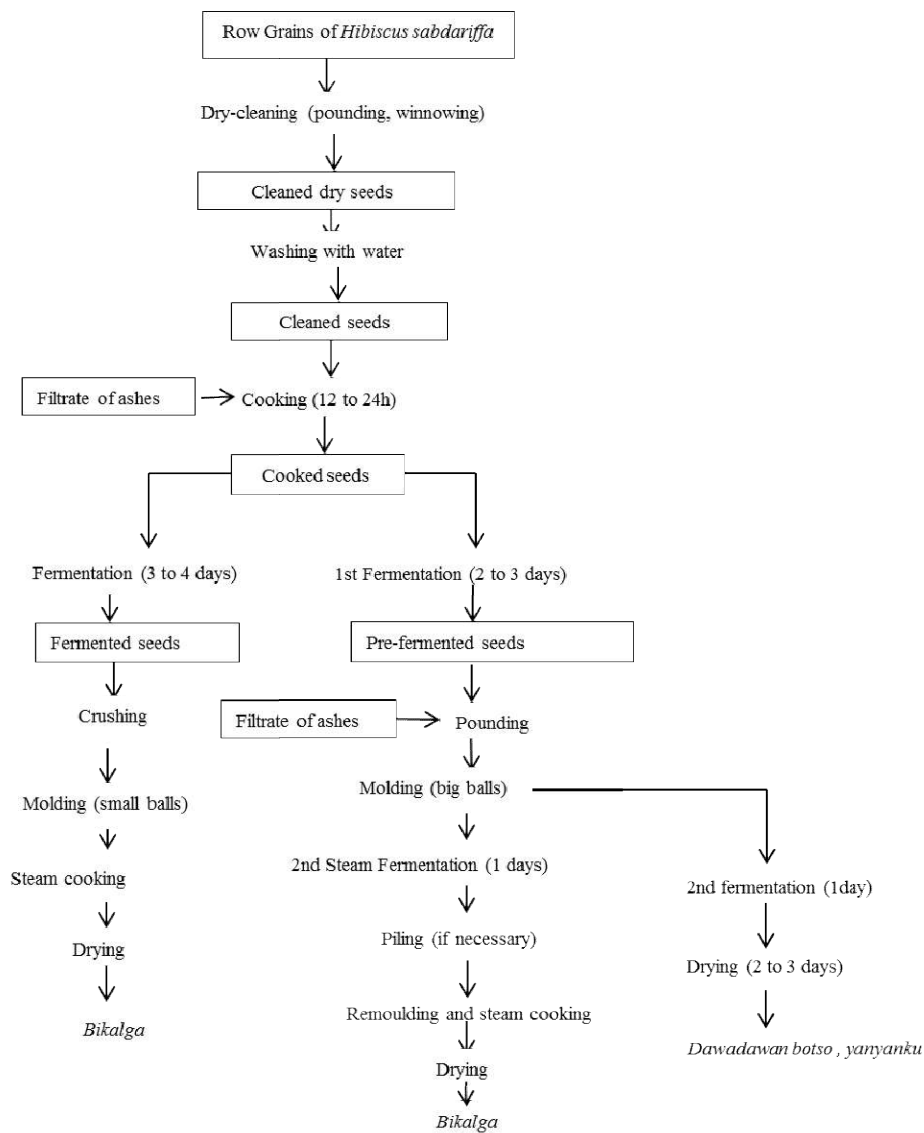 Row Grains of Hibiscus sabdariffa
Dry-cleaning (pounding, winnowing)
Cleaned dry seeds
Washing with water
Cleaned seeds
Filtrate of ashes
Cooking (12 to 24h)
Cooked seeds
Fermentation (3 to 4 days)
Fermented seeds
Crushing
Molding (small balls)
Steam cooking
Drying
Bikalga
1st Fermentation (2 to 3 days)
Pre-fermented seeds
Filtrate of ashes
Pounding
Molding (big balls)
2nd Steam Fermentation (1 days)
Piling (if necessary)
Remoulding and steam cooking
Drying
Bikalga
2nd fermentation (1day)
Drying (2 to 3 days)
Dawadawan botso , yanyanku